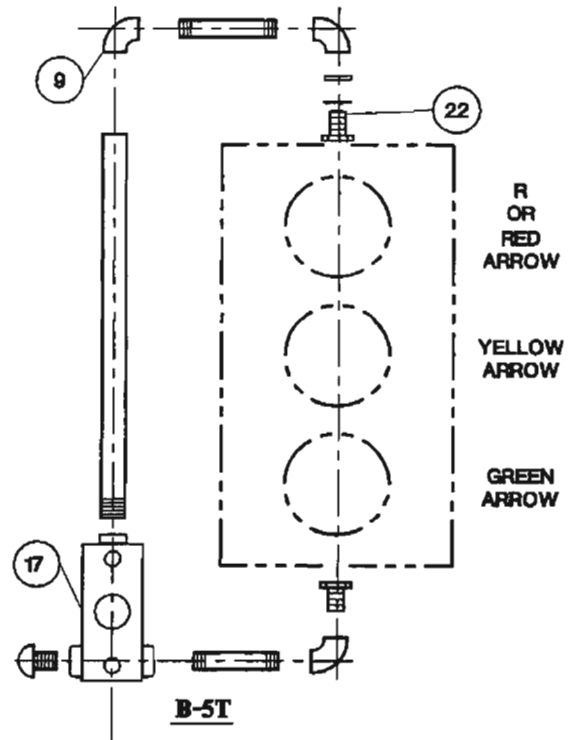 9
22
R
OR
RED
ARROW
YELLOW
ARROW
GREEN
ARROW
17
B-5T